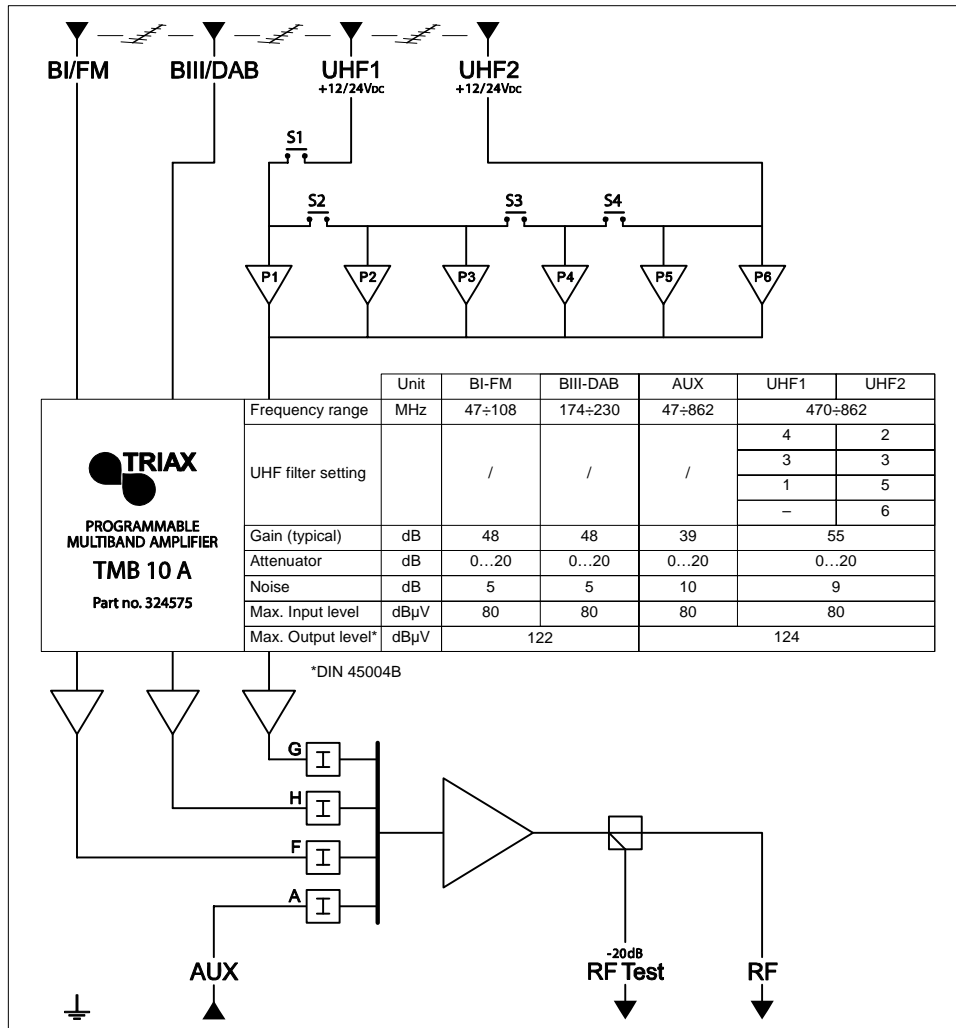 BI/FM BIII/DAB UHF1 UHF2
+12/24VDC +12/24VDC
S1
S2 S3 S4
P1 P2 P3 P4 P5 P6
Unit BI-FM BIII-DAB AUX UHF1 UHF2
Frequency range MHz 47÷108 174÷230 47÷862 470÷862
UHF filter setting / / /
4 2
3 3
1 5
– 6
Gain (typical) dB 48 48 39 55
Attenuator dB 0...20 0...20 0...20 0...20
Noise dB 5 5 10 9
Max. Input level dBµV 80 80 80 80
Max. Output level* dBµV 122 124
TRIAX
PROGRAMMABLE
MULTIBAND AMPLIFIER
TMB 10 A
Part no. 324575
*DIN 45004B
G I
H I
F I
A I
-20dB
AUX RF Test RF